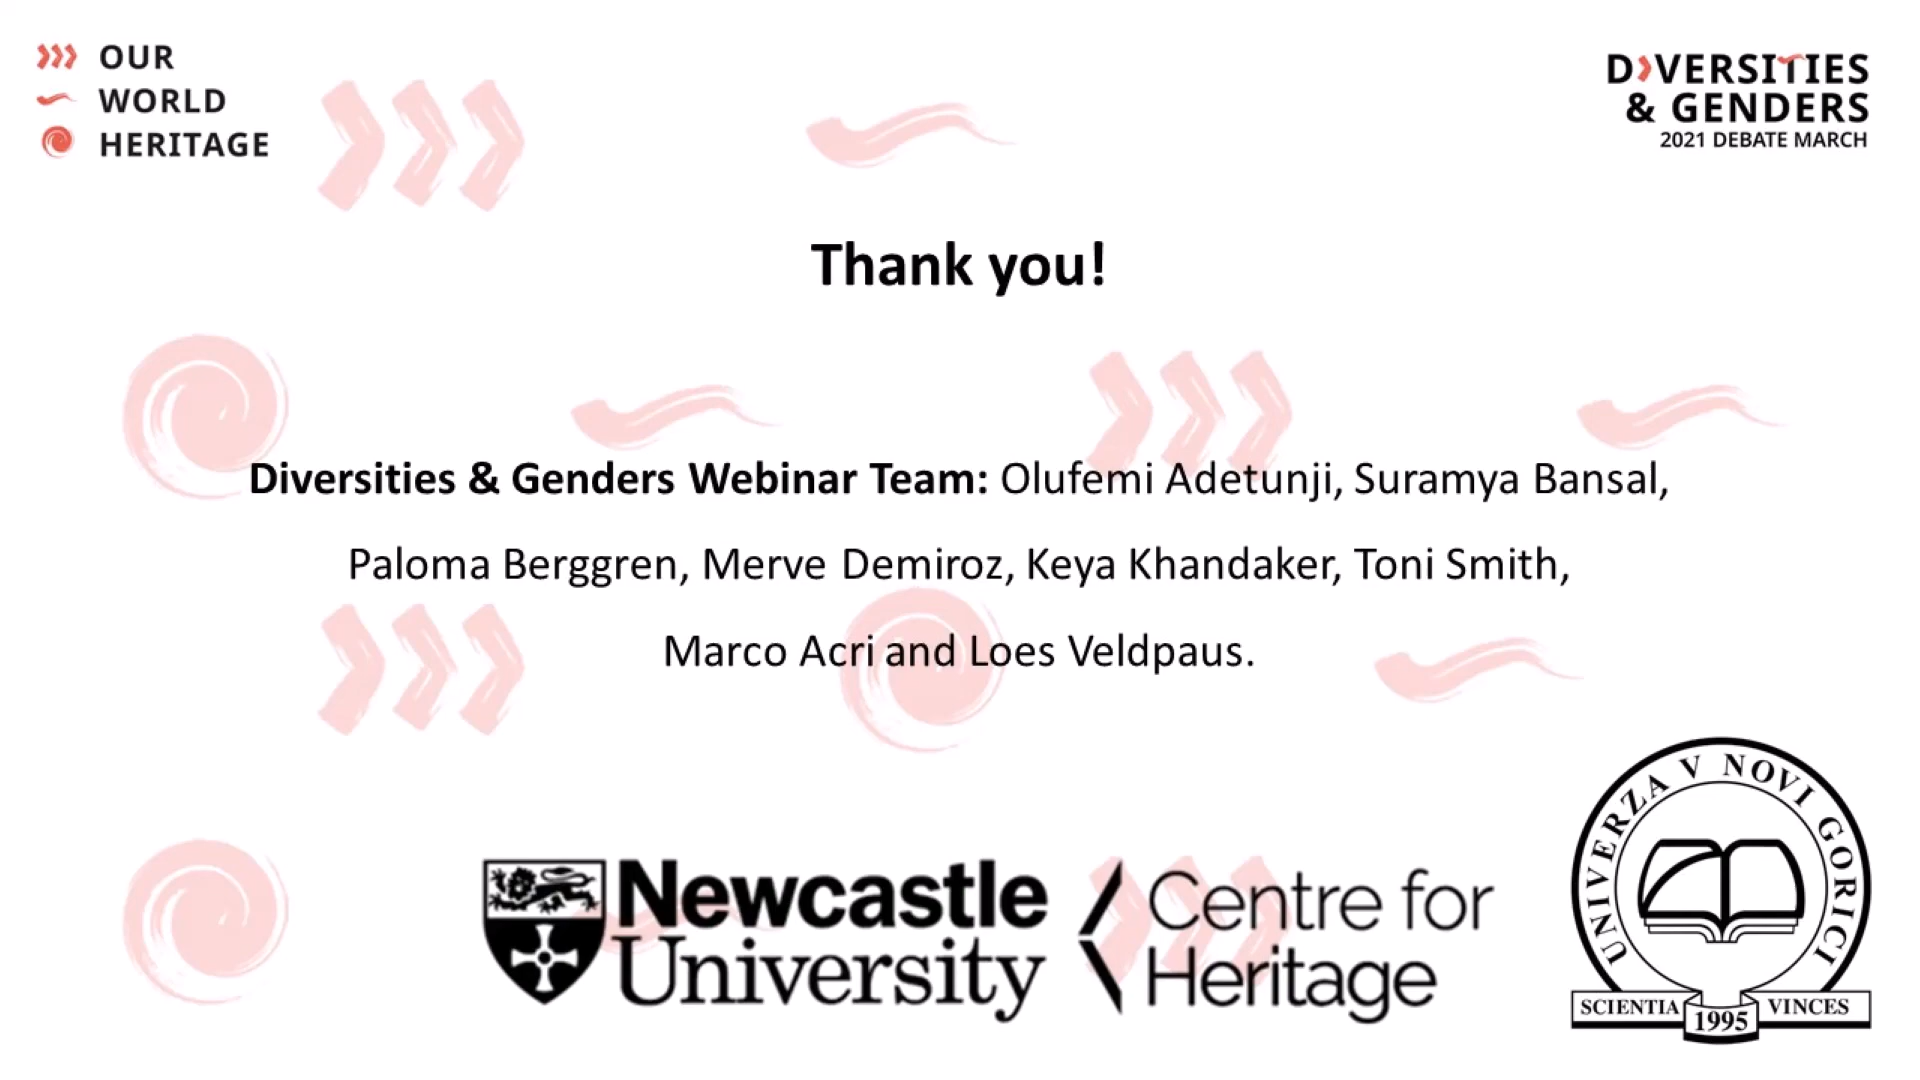 OUR
WORLD
HERITAGE
DIVERSITIES
& GENDERS
2021 DEBATE MARCH
Thank you!
Diversities & Genders Webinar Team: Olufemi Adetunji, Suramya Bansal,
Paloma Berggren, Merve Demiroz, Keya Khandaker, Toni Smith,
Marco Acri and Loes Veldpaus.
Newcastle
University
Centre for
Heritage
UNIVERZA V NOVI GORICI
SCIENTIA VINCES
1995